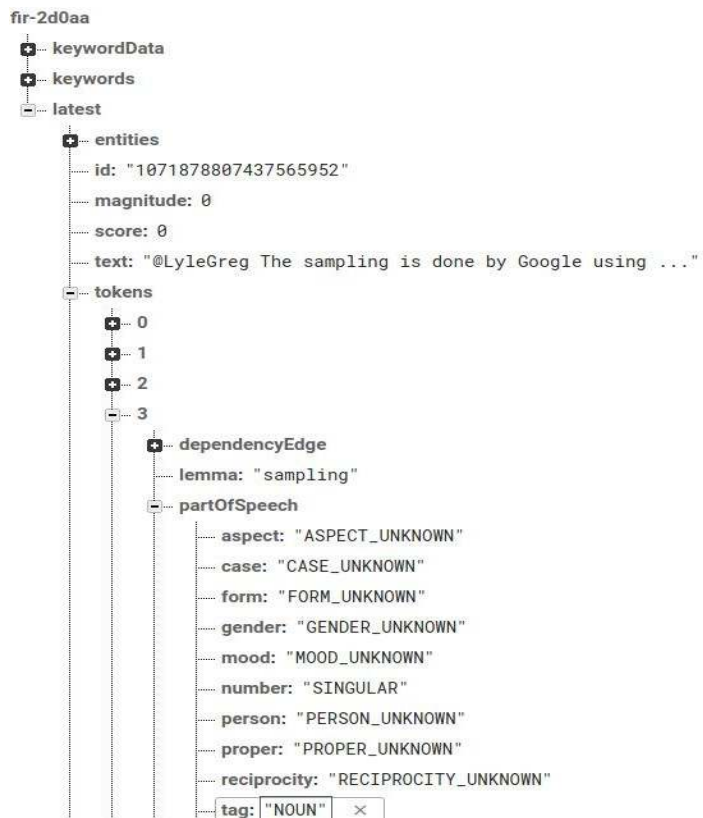 fir-2d0aa
keywordData
keywords
latest
entities
id: "1071878807437565952"
magnitude: 0
score: 0
text: "@LyleGreg The sampling is done by Google using ..."
tokens
0
1
2
3
dependencyEdge
lemma: "sampling"
partOfSpeech
aspect: "ASPECT_UNKNOWN"
case: "CASE_UNKNOWN"
form: "FORM_UNKNOWN"
gender: "GENDER_UNKNOWN"
mood: "MOOD_UNKNOWN"
number: "SINGULAR"
person: "PERSON_UNKNOWN"
proper: "PROPER_UNKNOWN"
reciprocity: "RECIPROCITY_UNKNOWN"
tag: "NOUN" ×